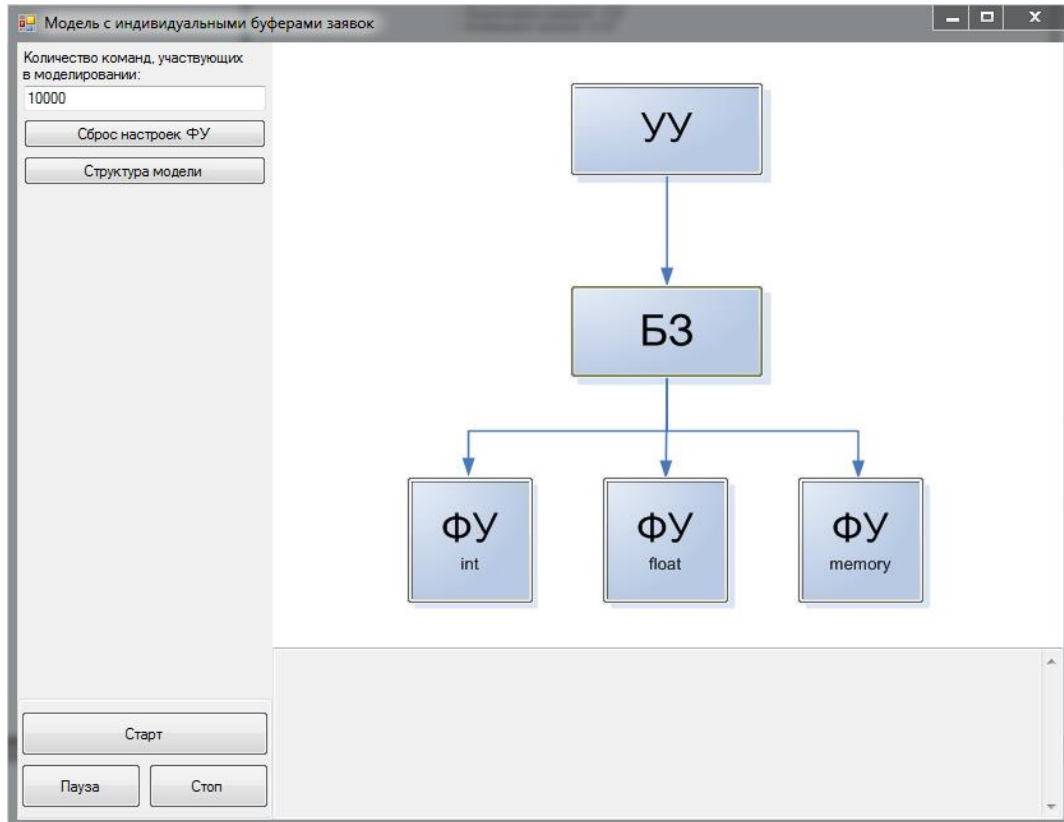 Модель с индивидуальными буферами заявок
Количество команд, участвующих
в моделировании:
10000
Сброс настроек ФУ
Структура модели
УУ
БЗ
ФУ
int
ФУ
float
ФУ
memory
Старт
Пауза
Стоп